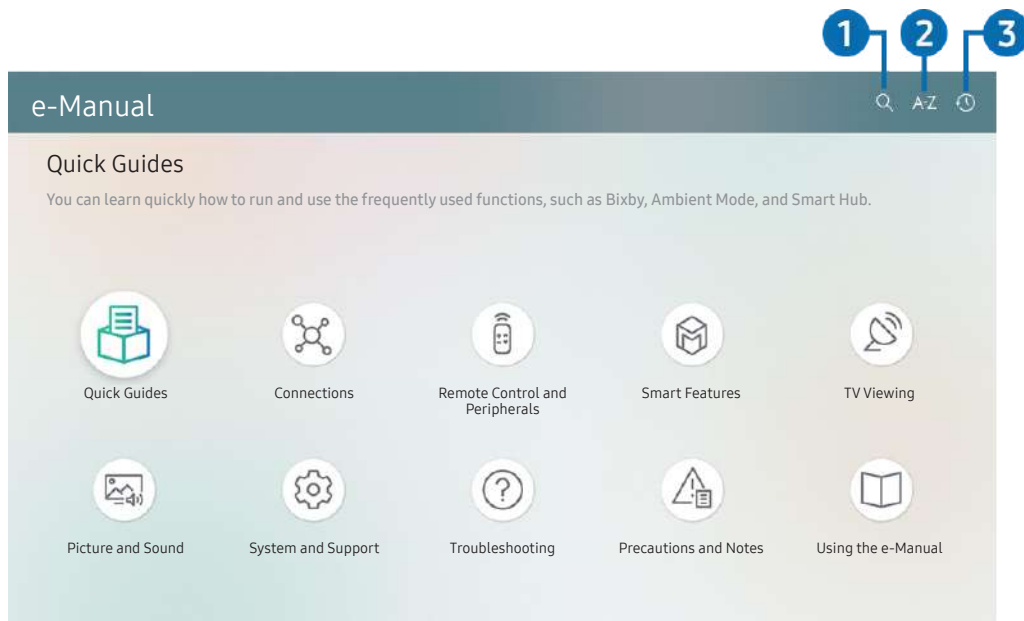 1 2 3
e-Manual
A-Z
Quick Guides
You can learn quickly how to run and use the frequently used functions, such as Bixby, Ambient Mode, and Smart Hub.
Quick Guides
Connections
Remote Control and
Peripherals
Smart Features
TV Viewing
Picture and Sound
System and Support
Troubleshooting
Precautions and Notes
Using the e-Manual